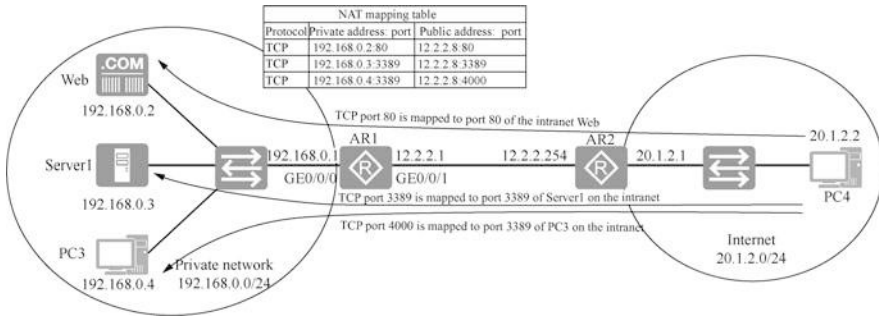 NAT mapping table
Protocol Private address: port Public address: port
TCP 192.168.0.2:80 12.2.2.8:80
TCP 192.168.0.3:3389 12.2.2.8:3389
TCP 192.168.0.4:3389 12.2.2.8:4000
.COM
Web
192.168.0.2
TCP port 80 is mapped to port 80 of the intranet Web
20.1.2.2
AR1
AR2
Server1
192.168.0.1
R
12.2.2.1
12.2.2.254
R
20.1.2.1
GE0/0/0
GE0/0/1
PC4
192.168.0.3
TCP port 3389 is mapped to port 3389 of Server1 on the intranet
TCP port 4000 is mapped to port 3389 of PC3 on the intranet
PC3
Internet
20.1.2.0/24
192.168.0.4
Private network
192.168.0.0/24